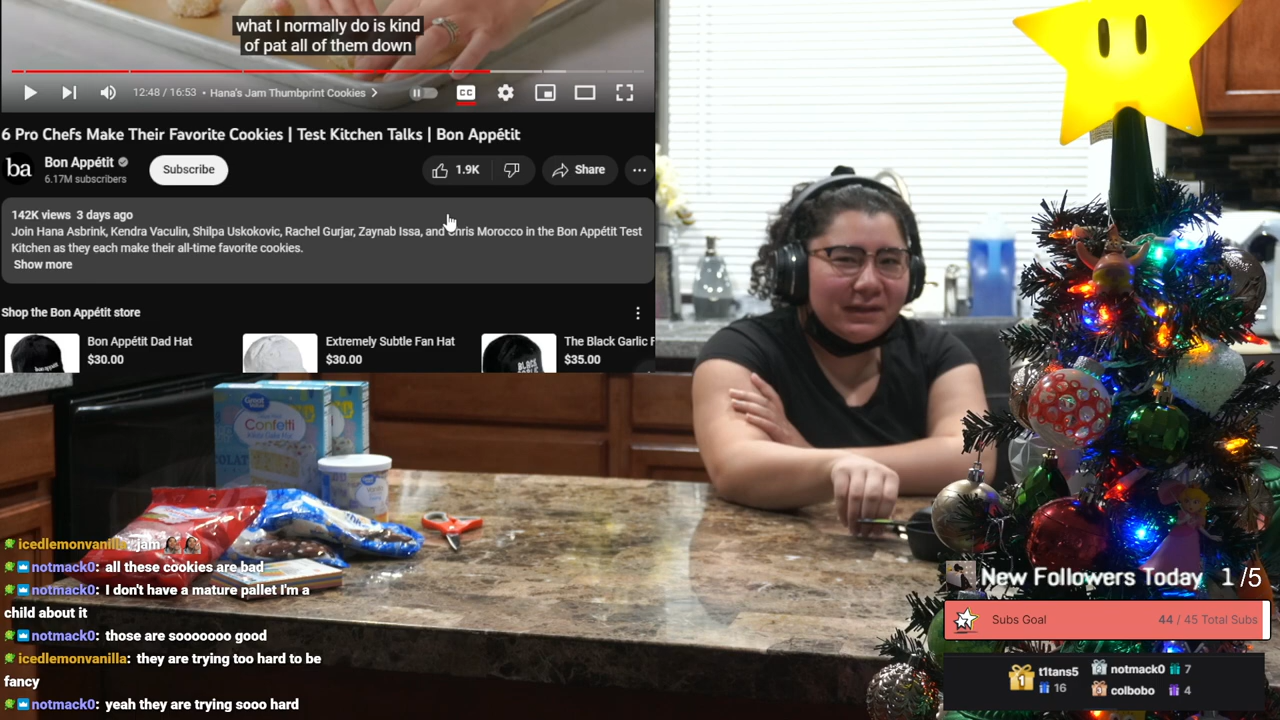 what I normally do is kind
of pat all of them down
12:48 / 16:53 • Hana's Jam Thumbprint Cookies
CC
6 Pro Chefs Make Their Favorite Cookies | Test Kitchen Talks | Bon Appétit
ba
Bon Appétit
6.17M subscribers
Subscribe
1.9K
Share
142K views 3 days ago
Join Hana Asbrink, Kendra Vaculin, Shilpa Uskokovic, Rachel Gurjar, Zaynab Issa, and Chris Morocco in the Bon Appétit Test
Kitchen as they each make their all-time favorite cookies.
Show more
Shop the Bon Appétit store
Bon Appétit Dad Hat
$30.00
Extremely Subtle Fan Hat
$30.00
The Black Garlic F
$35.00
BLACK
Great Value
Confetti
icedlemonvanilla: jam
notmack0: all these cookies are bad
notmack0: I don't have a mature pallet I'm a
child about it
notmack0: those are sooooooo good
icedlemonvanilla: they are trying too hard to be
fancy
notmack0: yeah they are trying sooo hard
New Followers Today 1 /5
Subs Goal 44 / 45 Total Subs
1 t1tans5 16
notmack0 7
colbobo 4